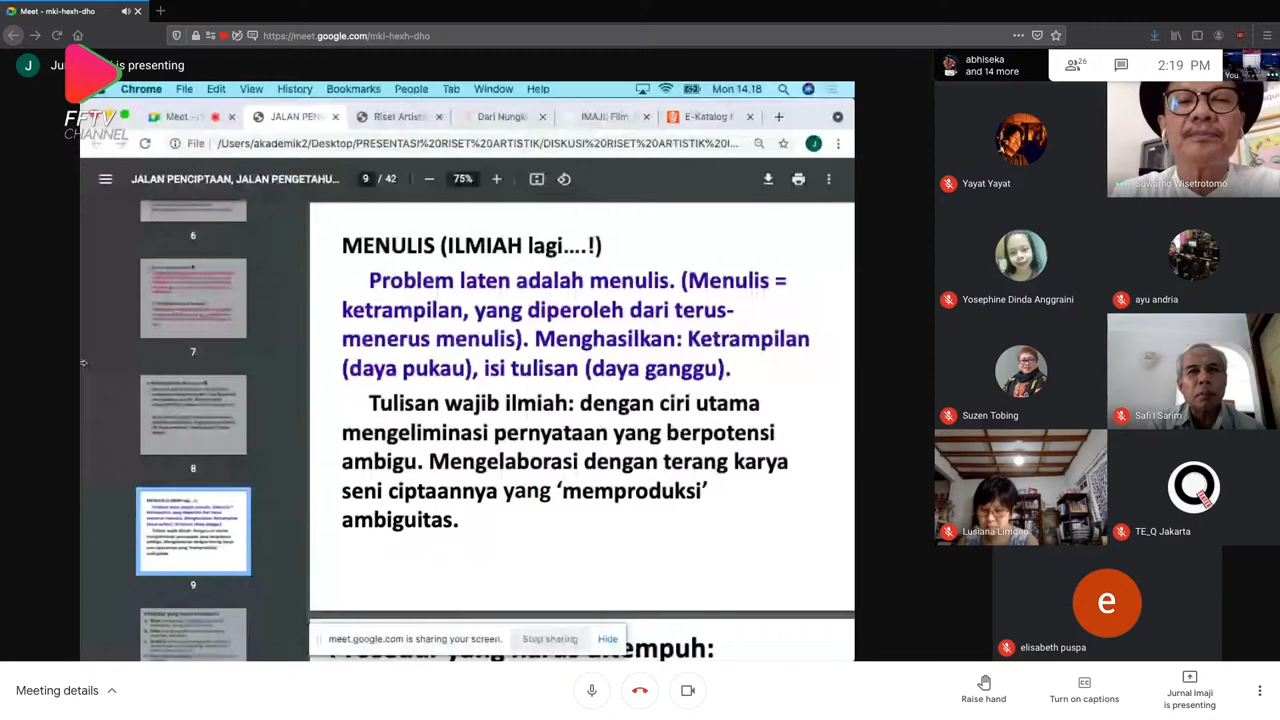 Meet - mki-hexh-dho
https://meet.google.com/mki-hexh-dho
J
is presenting
FFTV
CHANNEL
Chrome File Edit View History Bookmarks People Tab Window Help
Mon 14.18
Meet -
JALAN PEN
Riset Artis
Dari Nungk
IMAJI: Film
E-Katalog
File
/Users/akademik2/Desktop/PRESENTASI%20RISET%20ARTISTIK/DISKUSI%20RISET%20ARTISTIK%20I...
J
JALAN PENCIPTAAN, JALAN PENGETAHU...
9 / 42
75%
6
7
8
9
MENULIS (ILMIAH lagi....!)
Problem laten adalah menulis. (Menulis =
ketrampilan, yang diperoleh dari terus-
menerus menulis). Menghasilkan: Ketrampilan
(daya pukau), isi tulisan (daya ganggu).
Tulisan wajib ilmiah: dengan ciri utama
mengeliminasi pernyataan yang berpotensi
ambigu. Mengelaborasi dengan terang karya
seni ciptaannya yang ‘memproduksi’
ambiguitas.
meet.google.com is sharing your screen.
Stop sharing
Hide
yang harus ditempuh:
abhiseka
and 14 more
26
2:19 PM
You
Yayat Yayat
Suwarno Wisetrotomo
Yosephine Dinda Anggraini
ayu andria
Suzen Tobing
Safi'I Sarim
Lusiana Limono
Q
TE_Q Jakarta
e
elisabeth puspa
Meeting details
Raise hand
Turn on captions
Jurnal Imaji
is presenting